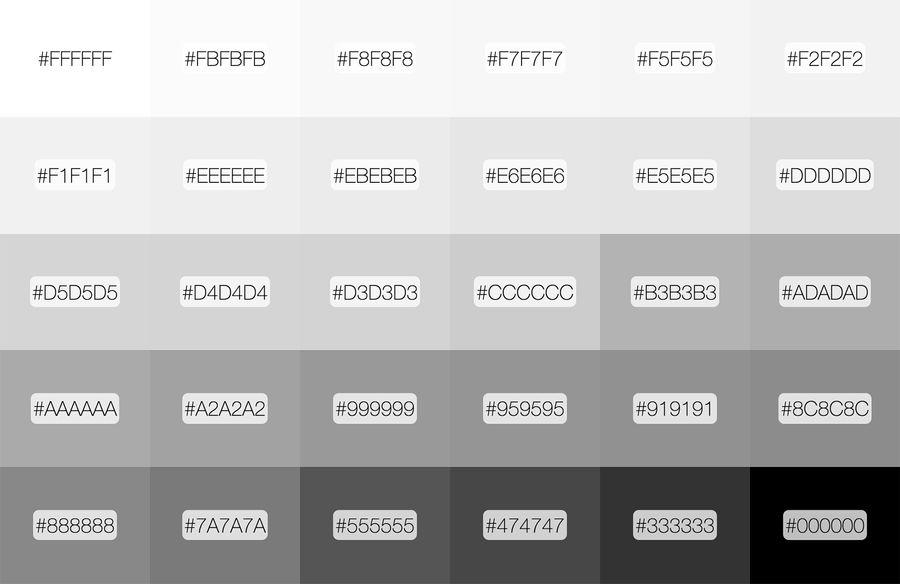 #FFFFFF #FBFBFB #F8F8F8 #F7F7F7 #F5F5F5 #F2F2F2
#F1F1F1 #EEEEEE #EBEBEB #E6E6E6 #E5E5E5 #DDDDDD
#D5D5D5 #D4D4D4 #D3D3D3 #CCCCCC #B3B3B3 #ADADAD
#AAAAAA #A2A2A2 #999999 #959595 #919191 #8C8C8C
#888888 #7A7A7A #555555 #474747 #333333 #000000